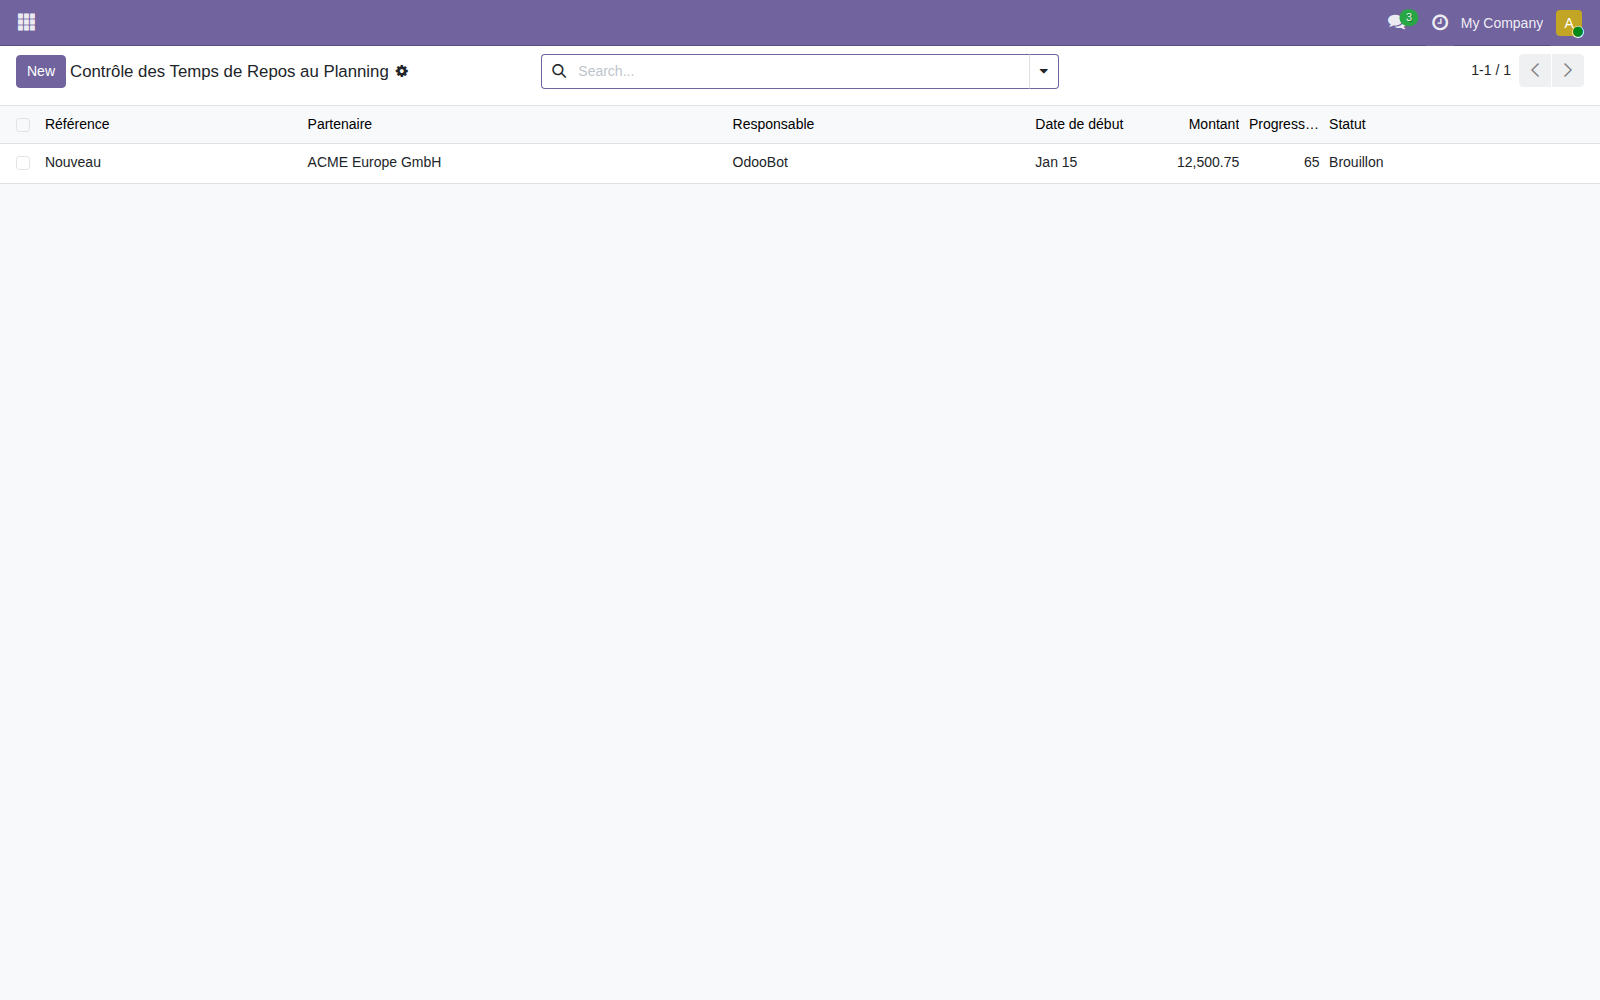 3 My Company A
New Contrôle des Temps de Repos au Planning Search... 1-1 / 1
Référence Partenaire Responsable Date de début Montant Progress… Statut
Nouveau ACME Europe GmbH OdooBot Jan 15 12,500.75 65 Brouillon